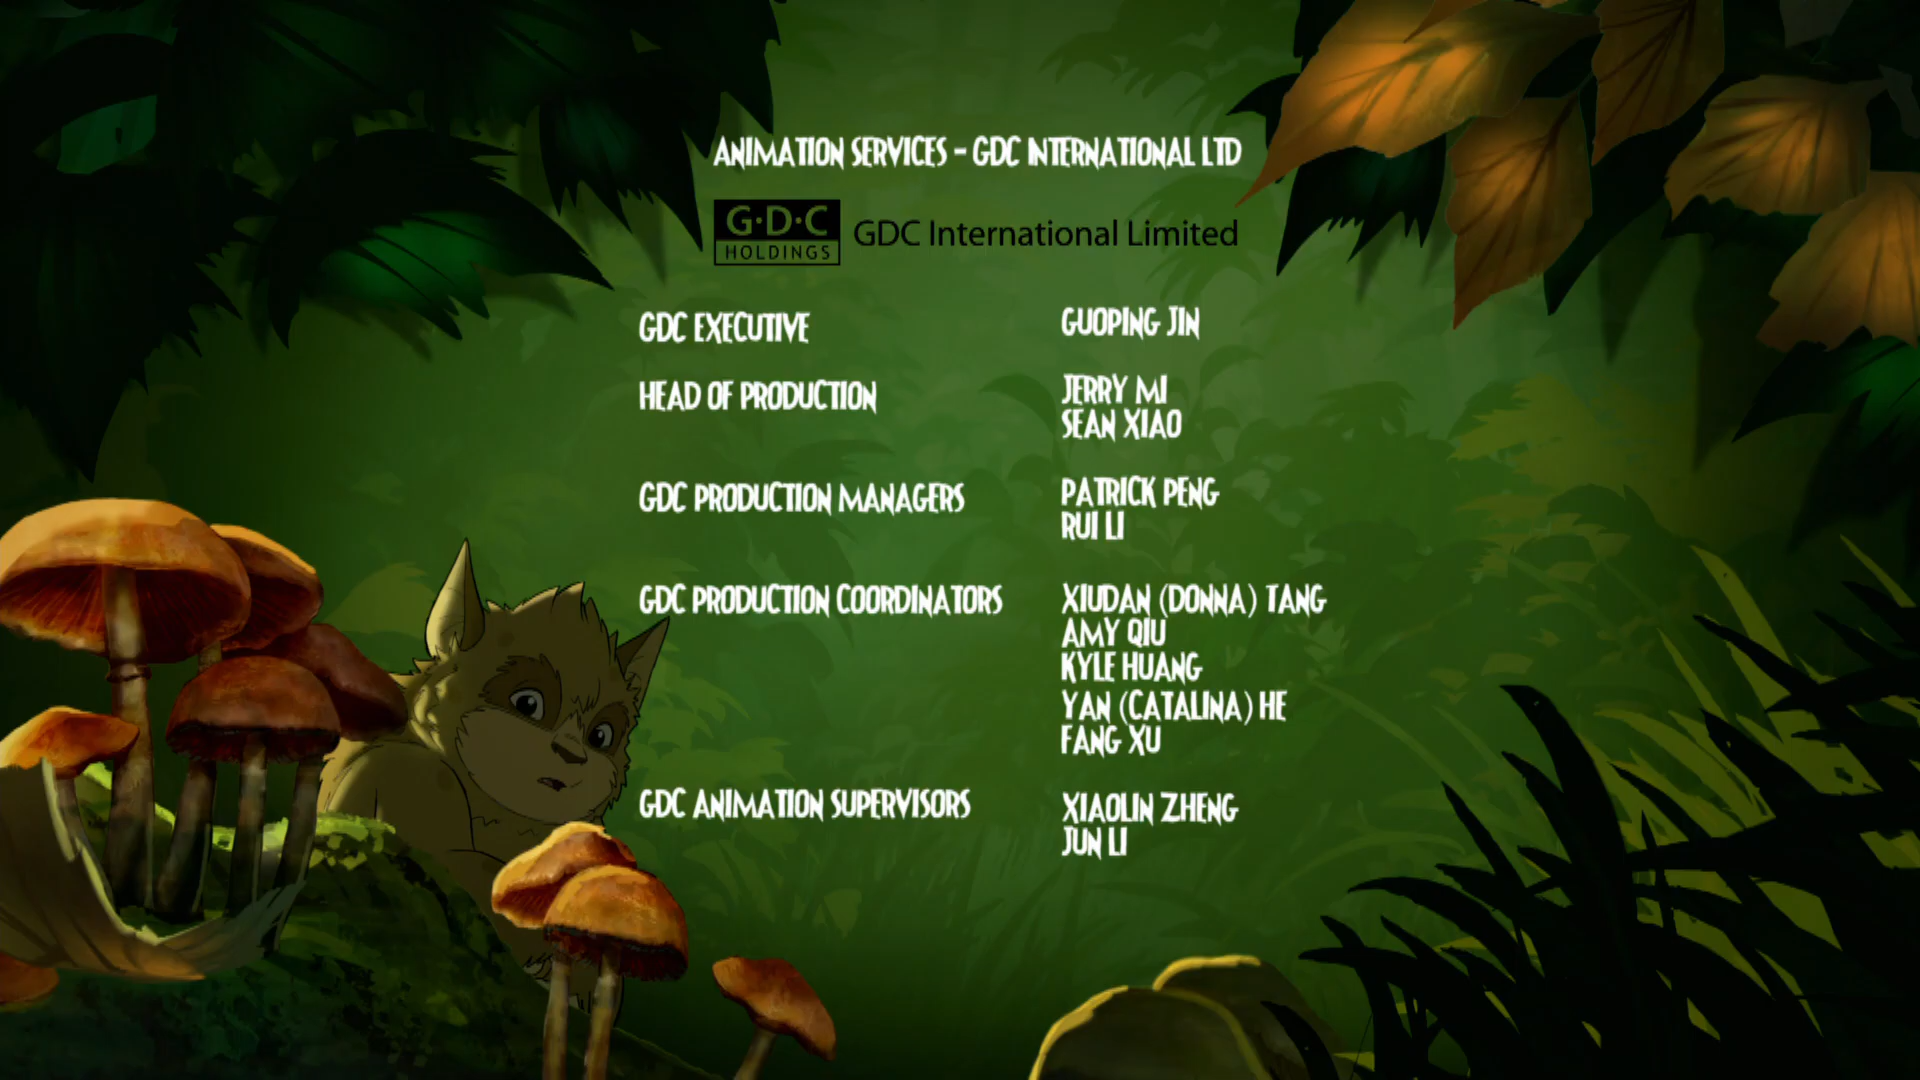 ANIMATION SERVICES - GDC INTERNATIONAL LTD
G·D·C HOLDINGS GDC International Limited
GDC EXECUTIVE GUOPING JIN
HEAD OF PRODUCTION JERRY MI
SEAN XIAO
GDC PRODUCTION MANAGERS PATRICK PENG
RUI LI
GDC PRODUCTION COORDINATORS XIUDAN (DONNA) TANG
AMY QIU
KYLE HUANG
YAN (CATALINA) HE
FANG XU
GDC ANIMATION SUPERVISORS XIAOLIN ZHENG
JUN LI